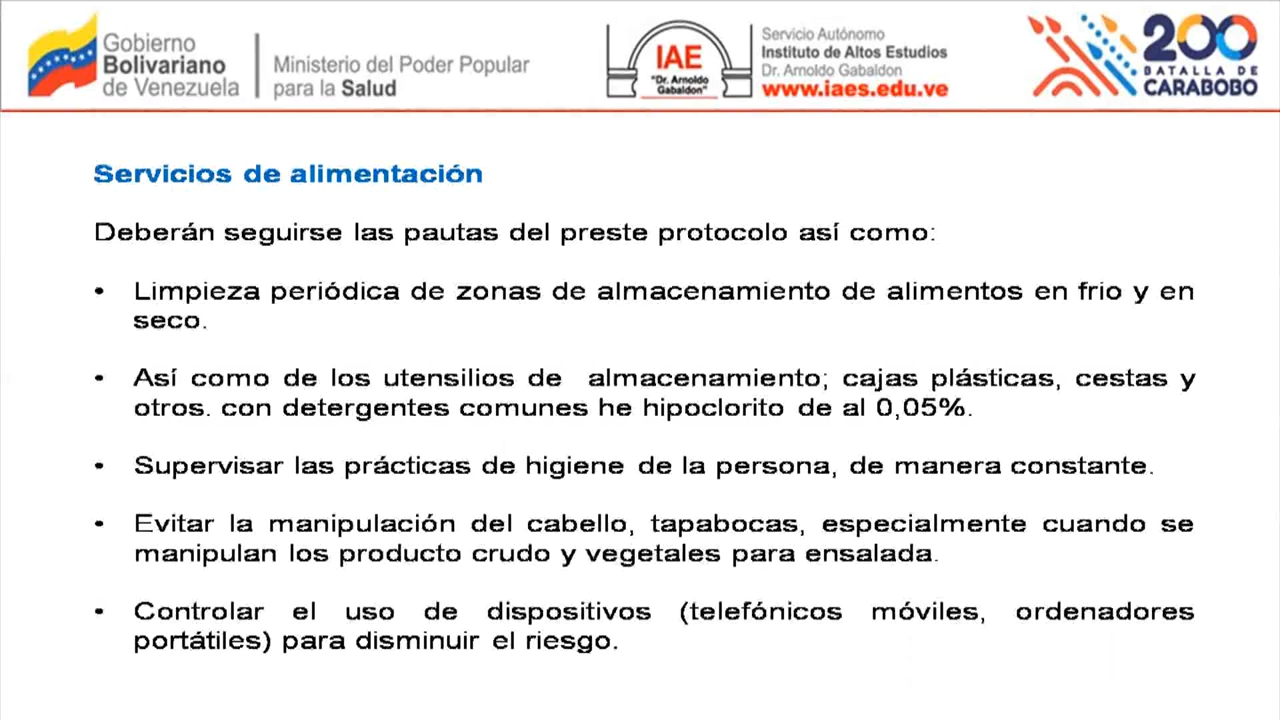 Gobierno
Bolivariano
de Venezuela
Ministerio del Poder Popular
para la Salud
IAE
"Dr. Arnoldo
Gabaldon"
Servicio Autónomo
Instituto de Altos Estudios
Dr. Arnoldo Gabaldon
www.iaes.edu.ve
200
BATALLA DE
CARABOBO
Servicios de alimentación
Deberán seguirse las pautas del preste protocolo así como:
• Limpieza periódica de zonas de almacenamiento de alimentos en frio y en
seco.
• Así como de los utensilios de almacenamiento; cajas plásticas, cestas y
otros. con detergentes comunes he hipoclorito de al 0,05%.
• Supervisar las prácticas de higiene de la persona, de manera constante.
• Evitar la manipulación del cabello, tapabocas, especialmente cuando se
manipulan los producto crudo y vegetales para ensalada.
• Controlar el uso de dispositivos (telefónicos móviles, ordenadores
portátiles) para disminuir el riesgo.